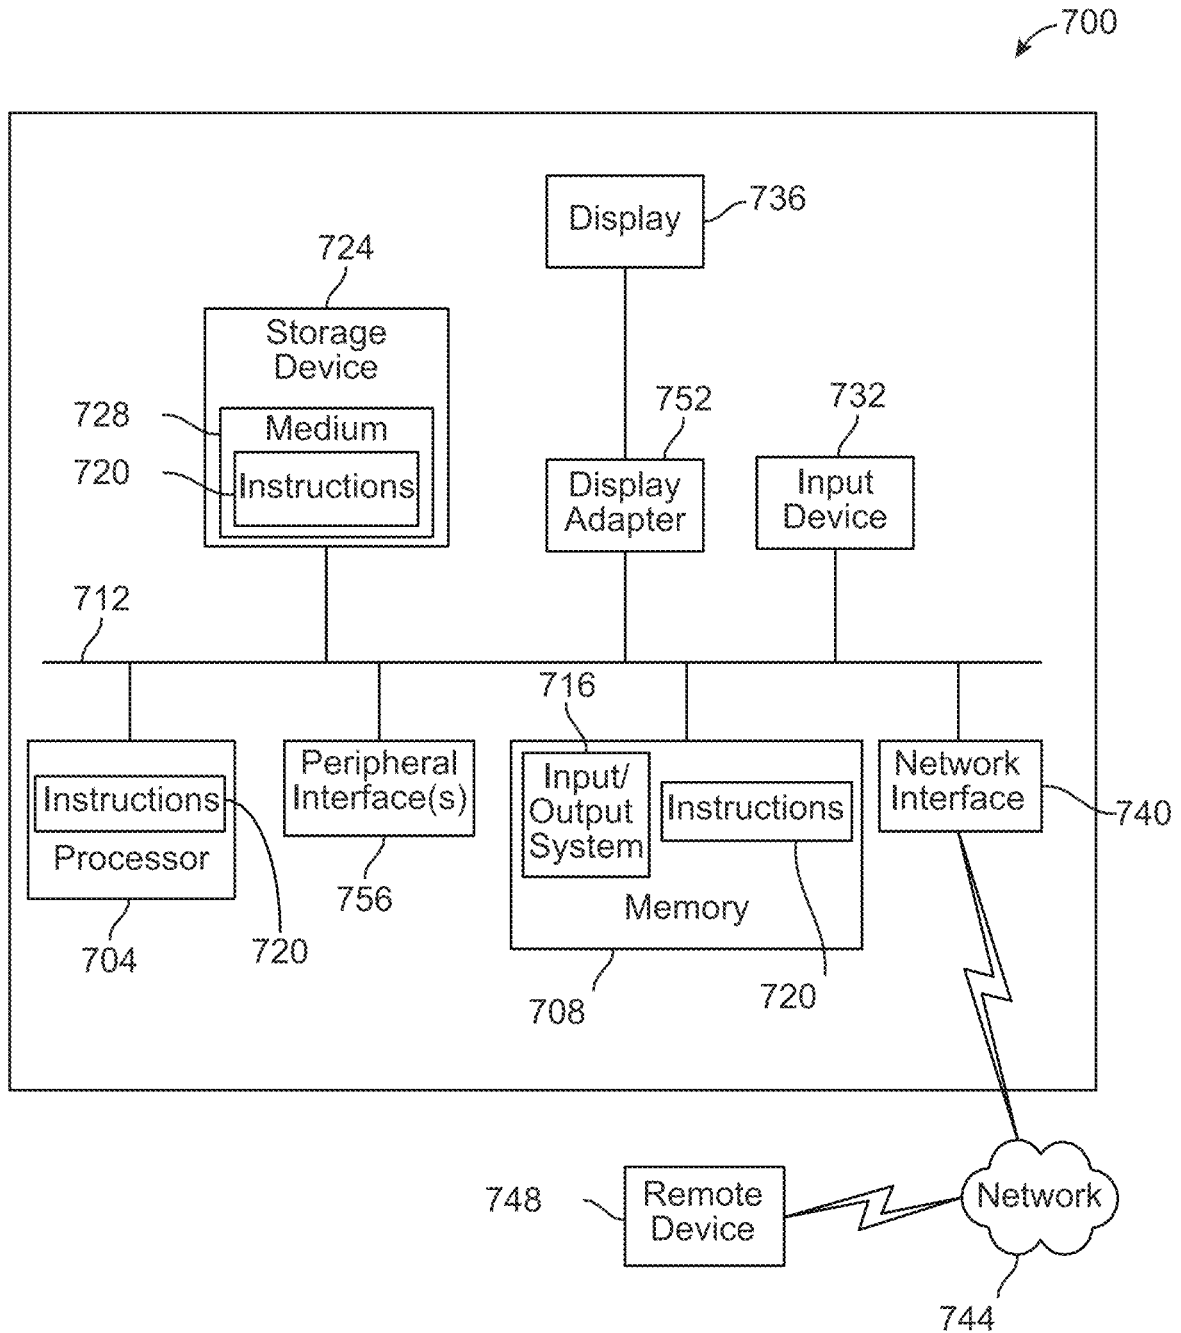 700
Display
736
724
Storage
Device
728
Medium
720
Instructions
752
Display
Adapter
732
Input
Device
712
716
Instructions
Processor
704
720
Peripheral
Interface(s)
756
Input/
Output
System
Instructions
Memory
708
720
Network
Interface
740
748
Remote
Device
Network
744